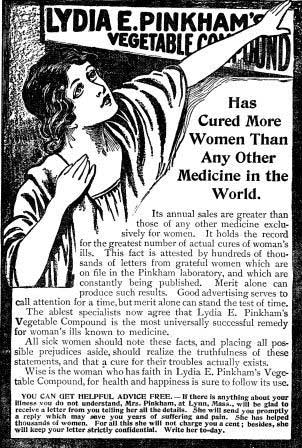 LYDIA E. PINKHAM'S
VEGETABLE COMPOUND
Has
Cured More
Women Than
Any Other
Medicine in the
World.
Its annual sales are greater than
those of any other medicine exclu-
sively for women. It holds the record
for the greatest number of actual cures of woman's
ills. This fact is attested by hundreds of thou-
sands of letters from grateful women which are
on file in the Pinkham laboratory, and which are
constantly being published. Merit alone can
produce such results. Good advertising serves to
call attention for a time, but merit alone can stand the test of time.
The ablest specialists now agree that Lydia E. Pinkham's
Vegetable Compound is the most universally successful remedy
for woman's ills known to medicine.
All sick women should note these facts, and placing all pos-
sible prejudices aside, should realize the truthfulness of these
statements, and that a cure for their troubles actually exists.
Wise is the woman who has faith in Lydia E. Pinkham's Vege-
table Compound, for health and happiness is sure to follow its use.
YOU CAN GET HELPFUL ADVICE FREE. — If there is anything about your
illness you do not understand, Mrs. Pinkham, at Lynn, Mass., will be glad to
receive a letter from you telling her all the details. She will send you promptly
a reply which may save you years of suffering and pain. She has helped
thousands of women. For all this she will not charge you a cent; besides, she
will keep your letter strictly confidential. Write her to-day.